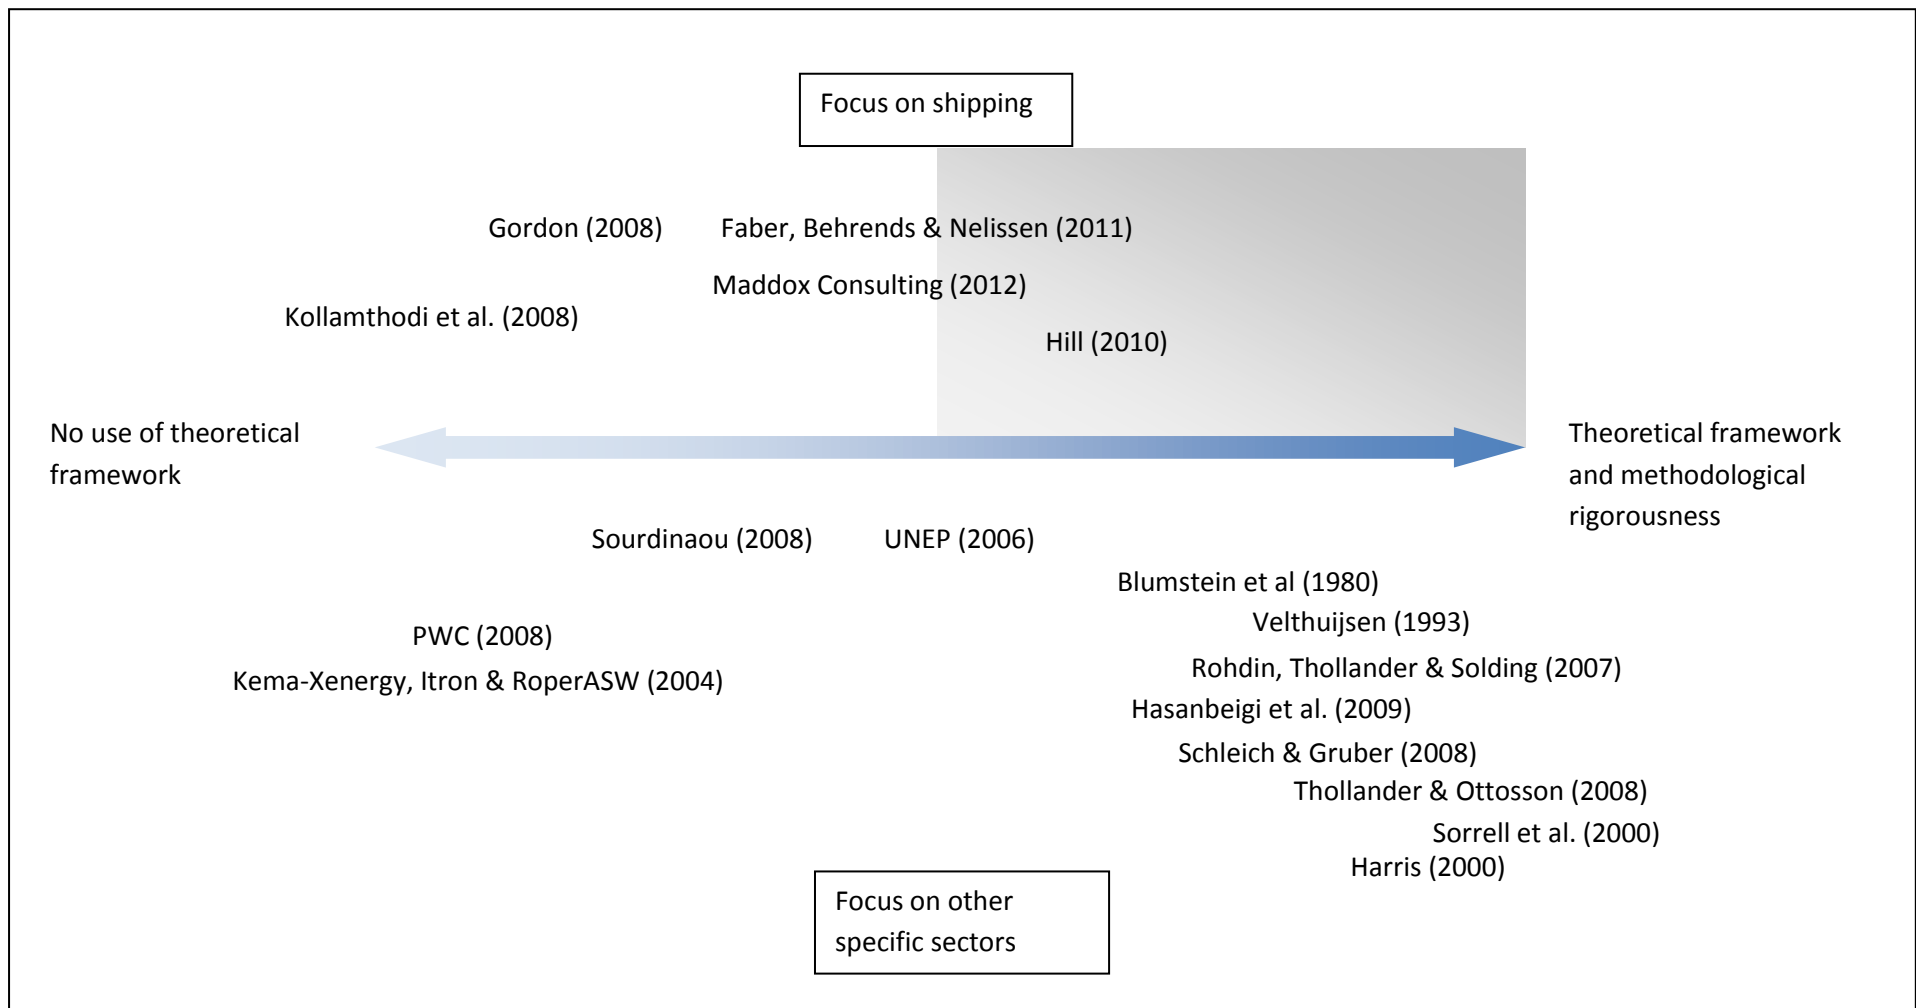 Focus on shipping
Gordon (2008)
Faber, Behrends & Nelissen (2011)
Maddox Consulting (2012)
Kollamthodi et al. (2008)
Hill (2010)
No use of theoretical
framework
Theoretical framework
and methodological
rigorousness
Sourdinaou (2008)
UNEP (2006)
Blumstein et al (1980)
Velthuijsen (1993)
PWC (2008)
Rohdin, Thollander & Solding (2007)
Kema-Xenergy, Itron & RoperASW (2004)
Hasanbeigi et al. (2009)
Schleich & Gruber (2008)
Thollander & Ottosson (2008)
Sorrell et al. (2000)
Harris (2000)
Focus on other
specific sectors